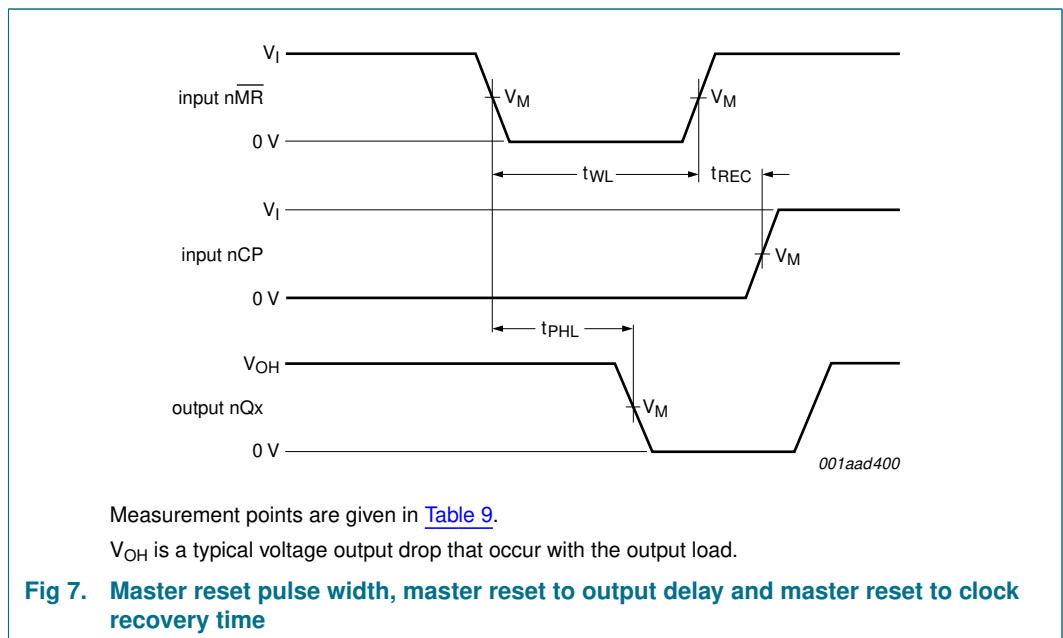 VI
input nMR
VM
VM
0 V
tWL
tREC
VI
input nCP
VM
0 V
tPHL
VOH
output nQx
VM
0 V
001aad400
Measurement points are given in Table 9.
VOH is a typical voltage output drop that occur with the output load.
Fig 7. Master reset pulse width, master reset to output delay and master reset to clock
recovery time